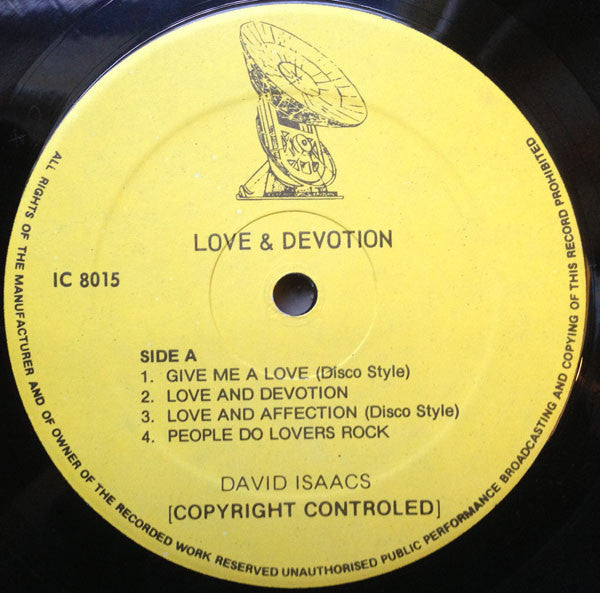 LOVE & DEVOTION
IC 8015
SIDE A
1. GIVE ME A LOVE (Disco Style)
2. LOVE AND DEVOTION
3. LOVE AND AFFECTION (Disco Style)
4. PEOPLE DO LOVERS ROCK
DAVID ISAACS
[COPYRIGHT CONTROLED]
ALL RIGHTS OF THE MANUFACTURER AND OF OWNER OF THE RECORDED WORK RESERVED UNAUTHORISED PUBLIC PERFORMANCE BROADCASTING AND COPYING OF THIS RECORD PROHIBITED